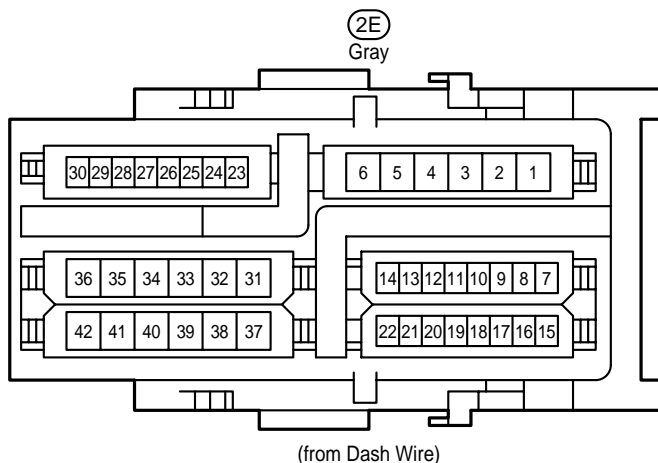 2E
Gray
30 29 28 27 26 25 24 23
6 5 4 3 2 1
36 35 34 33 32 31
14 13 12 11 10 9 8 7
42 41 40 39 38 37
22 21 20 19 18 17 16 15
(from Dash Wire)